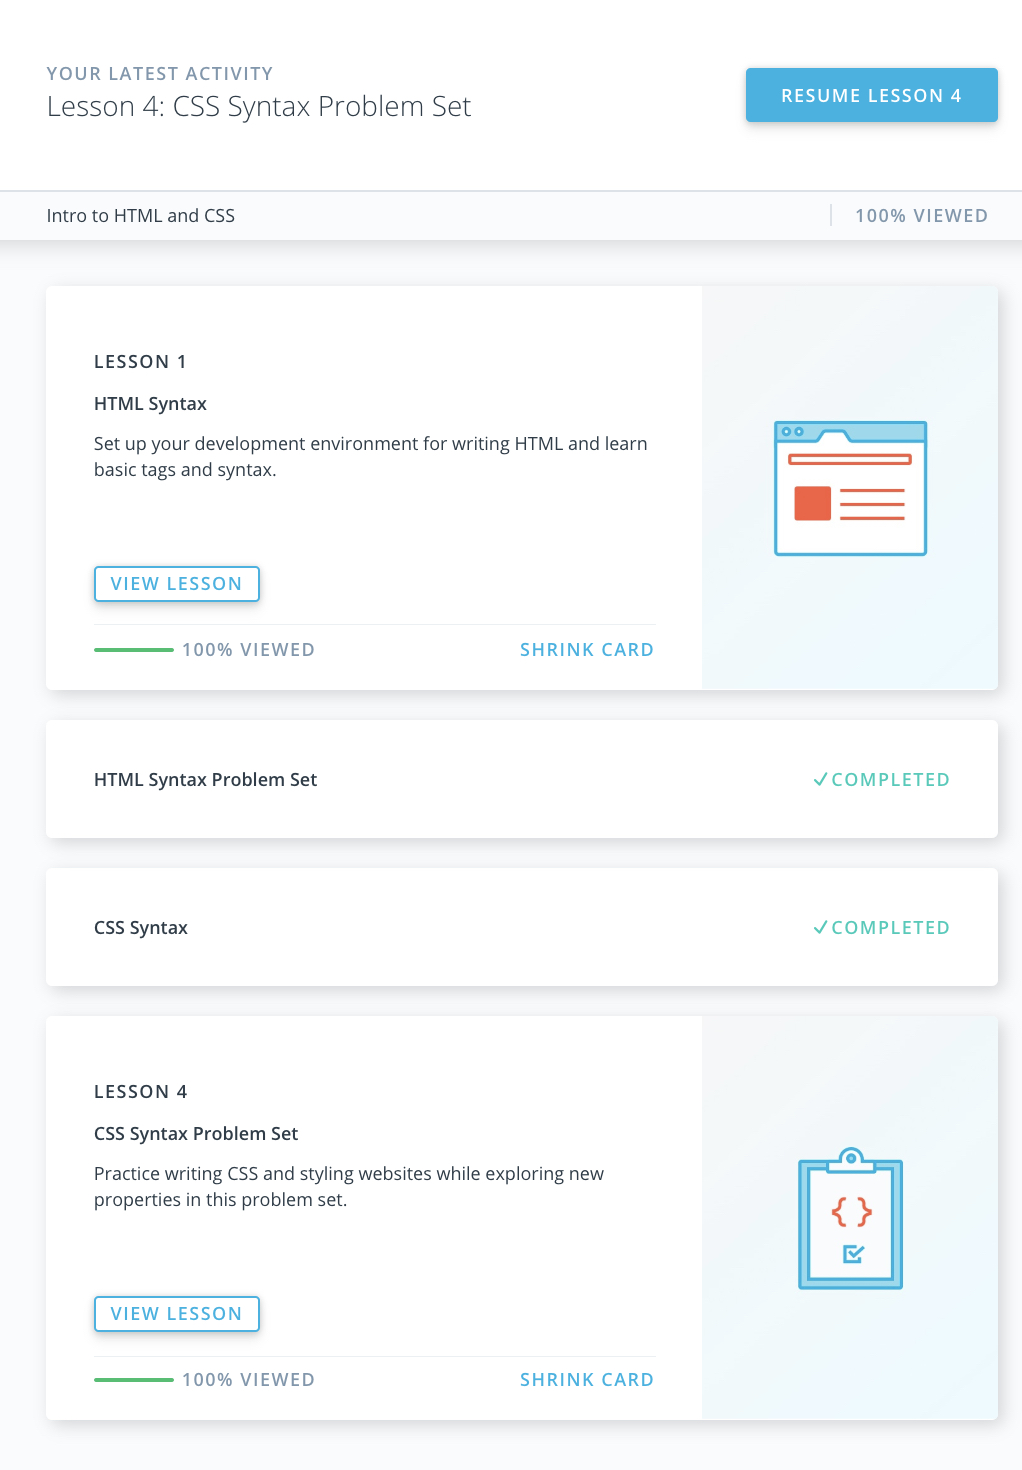 YOUR LATEST ACTIVITY
Lesson 4: CSS Syntax Problem Set
RESUME LESSON 4
Intro to HTML and CSS
100% VIEWED
LESSON 1
HTML Syntax
Set up your development environment for writing HTML and learn
basic tags and syntax.
VIEW LESSON
100% VIEWED
SHRINK CARD
HTML Syntax Problem Set
✓COMPLETED
CSS Syntax
✓COMPLETED
LESSON 4
CSS Syntax Problem Set
Practice writing CSS and styling websites while exploring new
properties in this problem set.
{ }
VIEW LESSON
100% VIEWED
SHRINK CARD